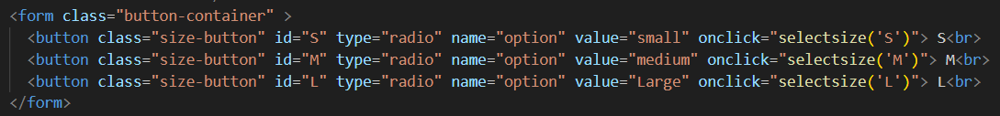 <form class="button-container" >
<button class="size-button" id="S" type="radio" name="option" value="small" onclick="selectsize('S')"> S<br>
<button class="size-button" id="M" type="radio" name="option" value="medium" onclick="selectsize('M')"> M<br>
<button class="size-button" id="L" type="radio" name="option" value="Large" onclick="selectsize('L')"> L<br>
</form>